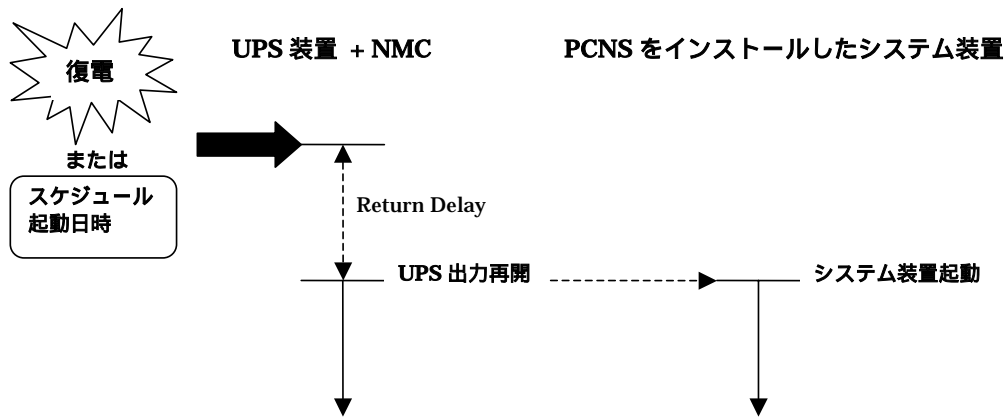 復電
または
スケジュール
起動日時
UPS 装置 + NMC
PCNS をインストールしたシステム装置
Return Delay
UPS 出力再開
システム装置起動